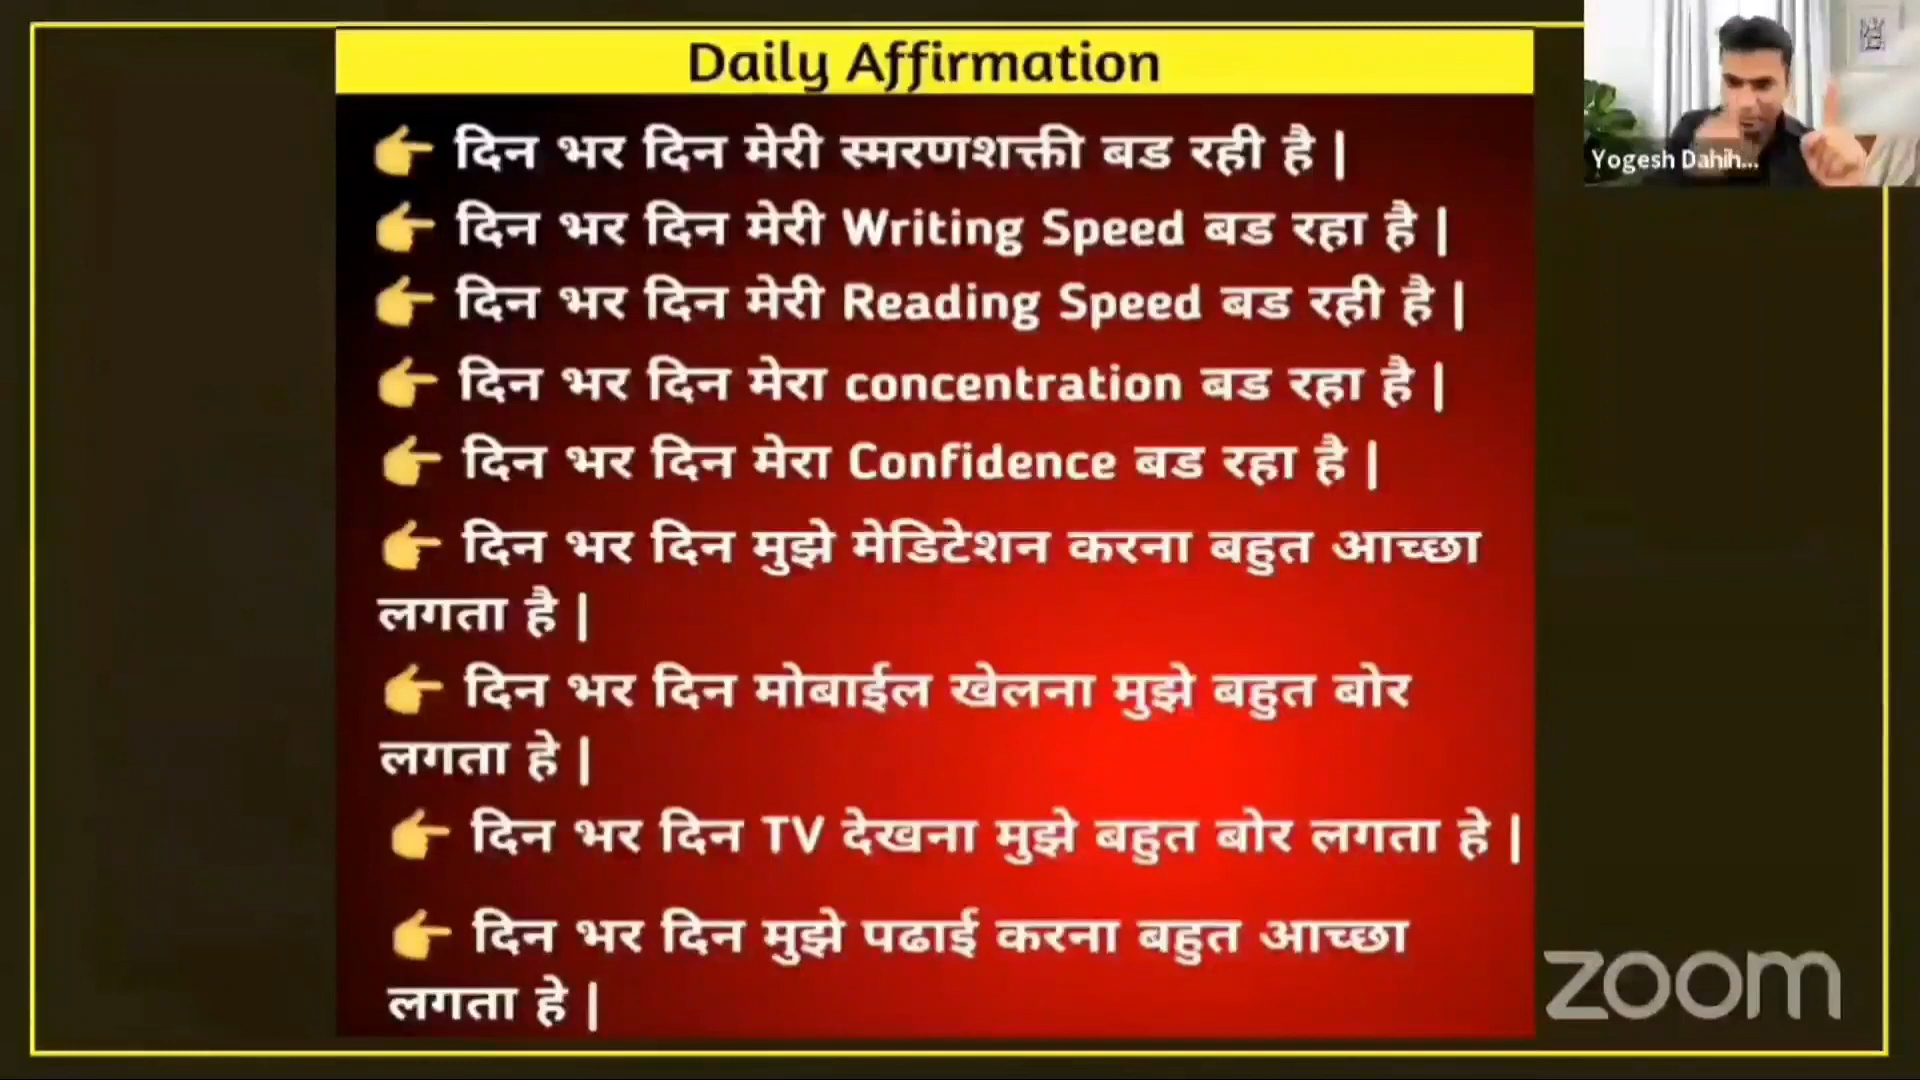 Daily Affirmation
👉 दिन भर दिन मेरी स्मरणशक्ती बड रही है |
👉 दिन भर दिन मेरी Writing Speed बड रहा है |
👉 दिन भर दिन मेरी Reading Speed बड रही है |
👉 दिन भर दिन मेरा concentration बड रहा है |
👉 दिन भर दिन मेरा Confidence बड रहा है |
👉 दिन भर दिन मुझे मेडिटेशन करना बहुत आच्छा
लगता है |
👉 दिन भर दिन मोबाईल खेलना मुझे बहुत बोर
लगता हे |
👉 दिन भर दिन TV देखना मुझे बहुत बोर लगता हे |
👉 दिन भर दिन मुझे पढाई करना बहुत आच्छा
लगता हे |
Yogesh Dahih...
zoom